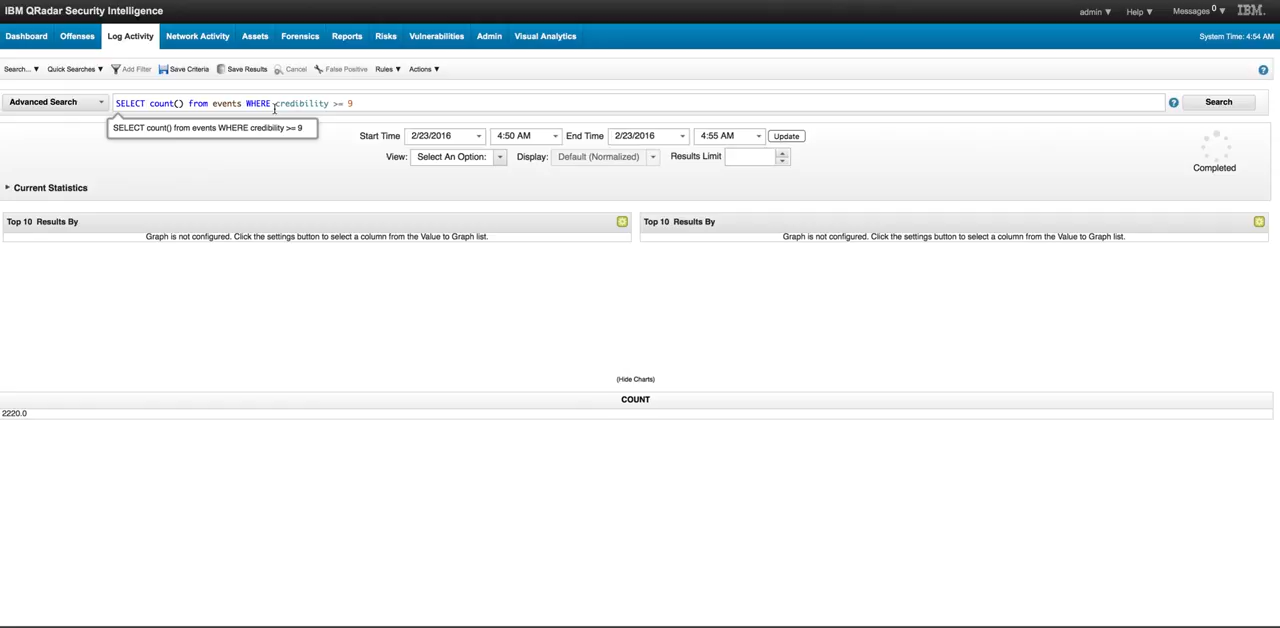 IBM QRadar Security Intelligence
admin ▼ Help ▼ Messages 0 ▼ IBM.
Dashboard Offenses Log Activity Network Activity Assets Forensics Reports Risks Vulnerabilities Admin Visual Analytics System Time: 4:54 AM
Search... ▼ Quick Searches ▼ Add Filter Save Criteria Save Results Cancel False Positive Rules ▼ Actions ▼ ?
Advanced Search SELECT count() from events WHERE credibility >= 9 ? Search
SELECT count() from events WHERE credibility >= 9
Start Time 2/23/2016 4:50 AM End Time 2/23/2016 4:55 AM Update
View: Select An Option: Display: Default (Normalized) Results Limit
Completed
Current Statistics
Top 10 Results By
Graph is not configured. Click the settings button to select a column from the Value to Graph list.
Top 10 Results By
Graph is not configured. Click the settings button to select a column from the Value to Graph list.
(Hide Charts)
COUNT
2220.0